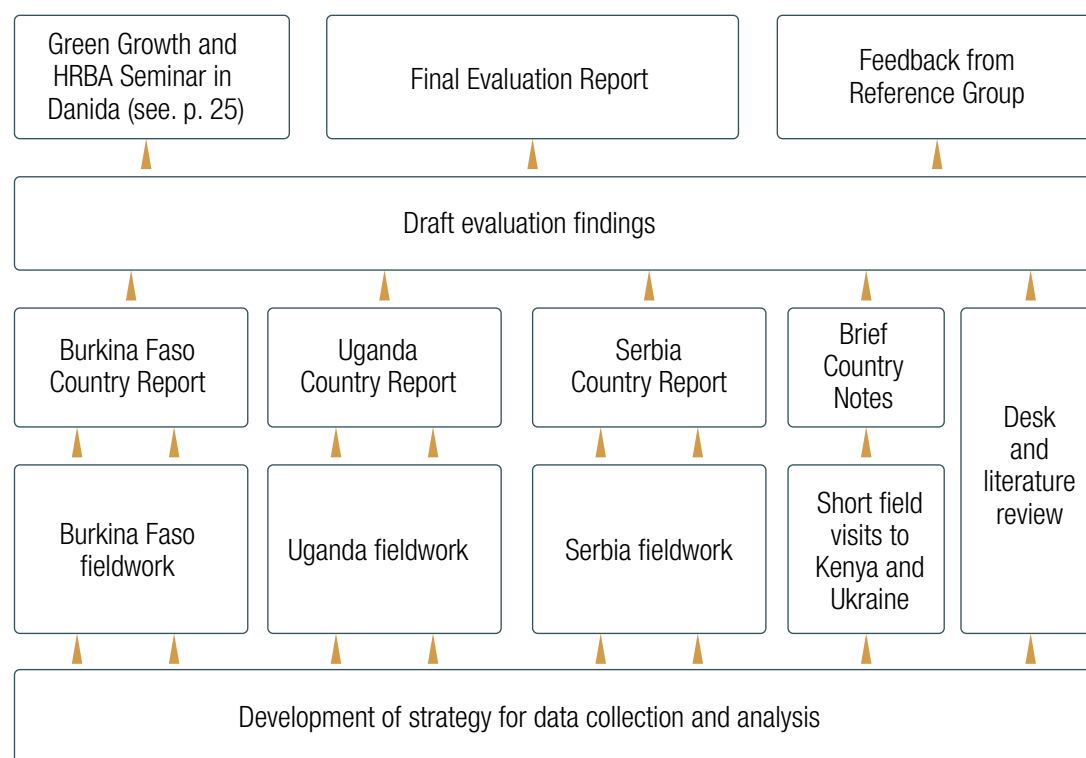 Green Growth and
HRBA Seminar in
Danida (see. p. 25)
Final Evaluation Report
Feedback from
Reference Group
Draft evaluation findings
Burkina Faso
Country Report
Uganda
Country Report
Serbia
Country Report
Brief
Country
Notes
Desk
and
literature
review
Burkina Faso
fieldwork
Uganda fieldwork
Serbia fieldwork
Short field
visits to
Kenya and
Ukraine
Development of strategy for data collection and analysis